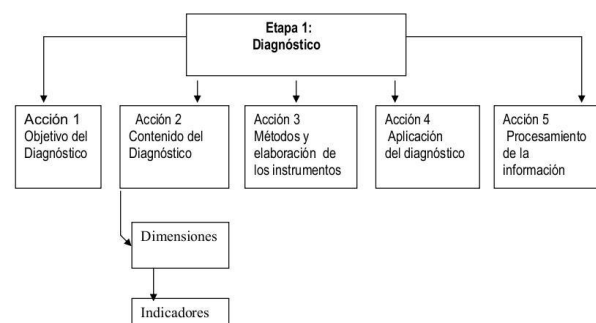 Etapa 1:
Diagnóstico
Acción 1
Objetivo del
Diagnóstico
Acción 2
Contenido del
Diagnóstico
Acción 3
Métodos y
elaboración de
los instrumentos
Acción 4
Aplicación
del diagnóstico
Acción 5
Procesamiento
de la
información
Dimensiones
Indicadores